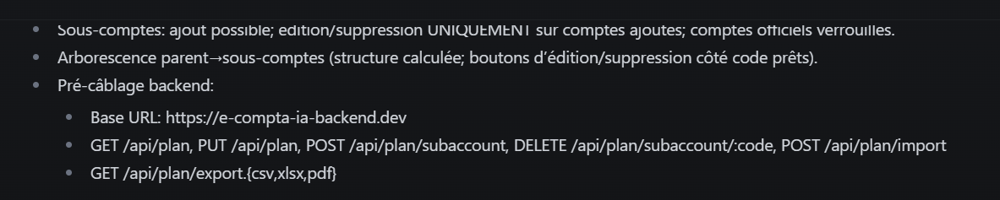 Sous-comptes: ajout possible; édition/suppression UNIQUEMENT sur comptes ajoutés; comptes officiels verrouillés.
Arborescence parent→sous-comptes (structure calculée; boutons d'édition/suppression côté code prêts).
Pré-câblage backend:
Base URL: https://e-compta-ia-backend.dev
GET /api/plan, PUT /api/plan, POST /api/plan/subaccount, DELETE /api/plan/subaccount/:code, POST /api/plan/import
GET /api/plan/export.{csv,xlsx,pdf}